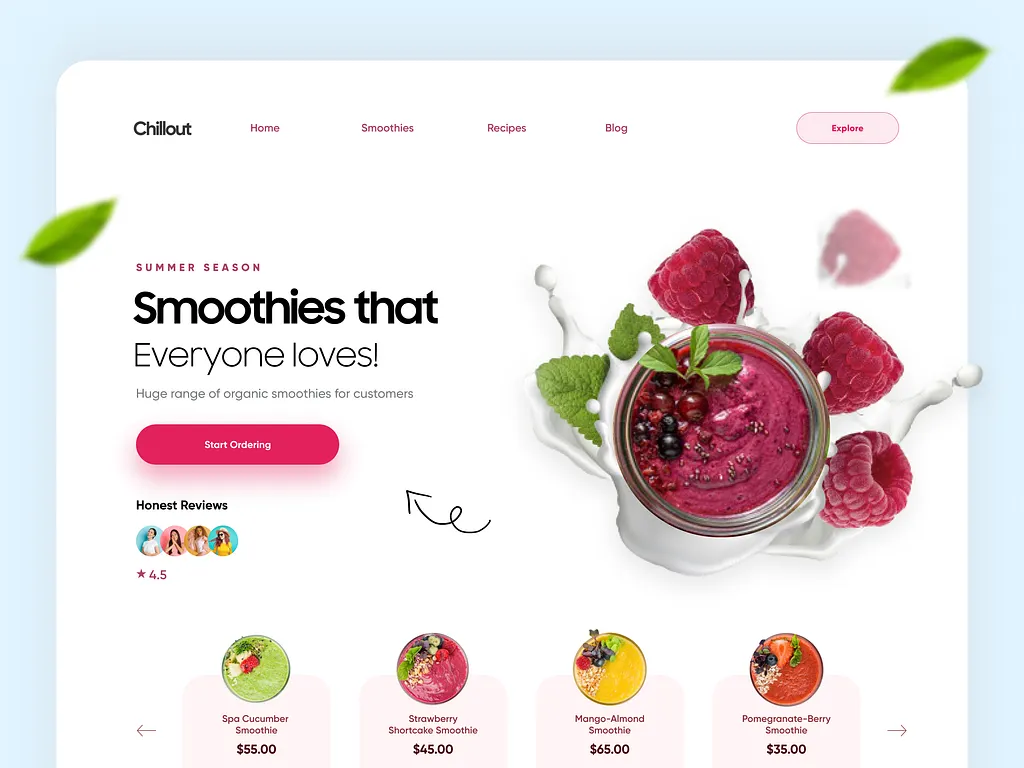 Chillout
Home
Smoothies
Recipes
Blog
Explore
SUMMER SEASON
Smoothies that
Everyone loves!
Huge range of organic smoothies for customers
Start Ordering
Honest Reviews
★ 4.5
Spa Cucumber
Smoothie
$55.00
Strawberry
Shortcake Smoothie
$45.00
Mango-Almond
Smoothie
$65.00
Pomegranate-Berry
Smoothie
$35.00